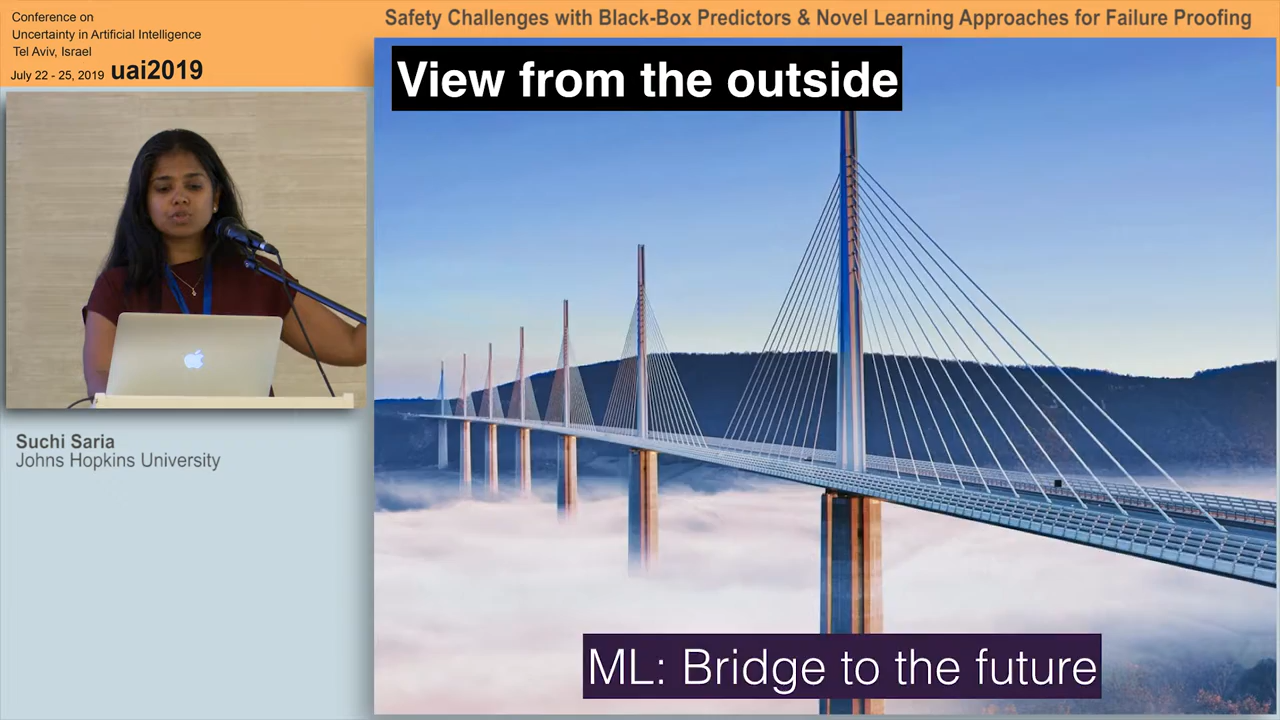 Conference on
Uncertainty in Artificial Intelligence
Tel Aviv, Israel
July 22 - 25, 2019 uai2019
Safety Challenges with Black-Box Predictors & Novel Learning Approaches for Failure Proofing
View from the outside
Suchi Saria
Johns Hopkins University
ML: Bridge to the future